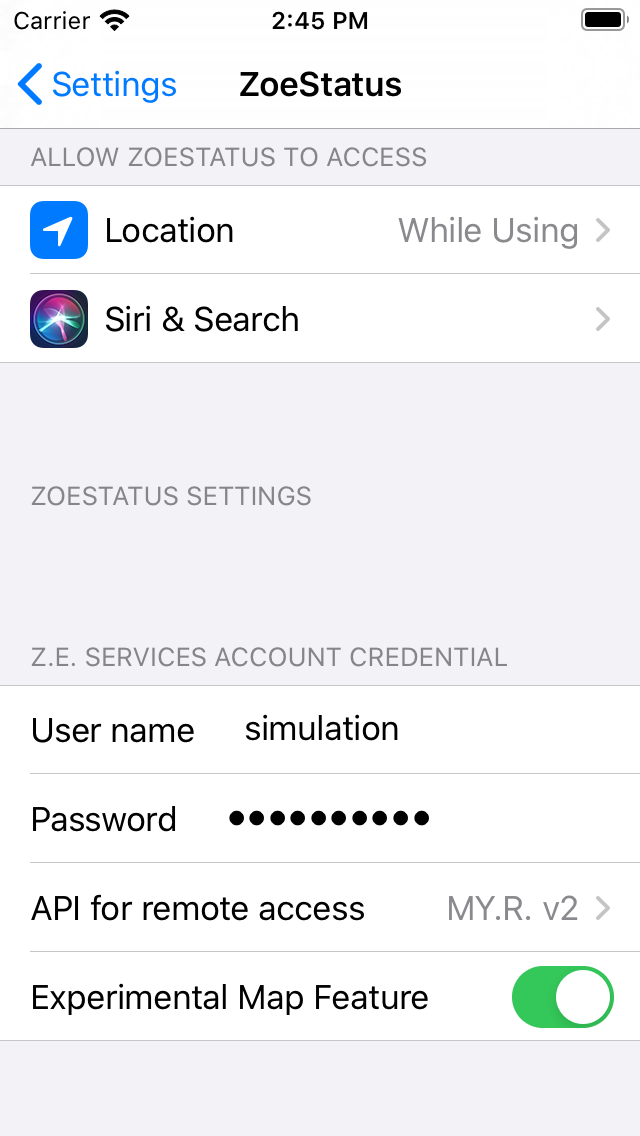 Carrier 2:45 PM
Settings ZoeStatus
ALLOW ZOESTATUS TO ACCESS
Location While Using
Siri & Search
ZOESTATUS SETTINGS
Z.E. SERVICES ACCOUNT CREDENTIAL
User name simulation
Password ••••••••••
API for remote access MY.R. v2
Experimental Map Feature